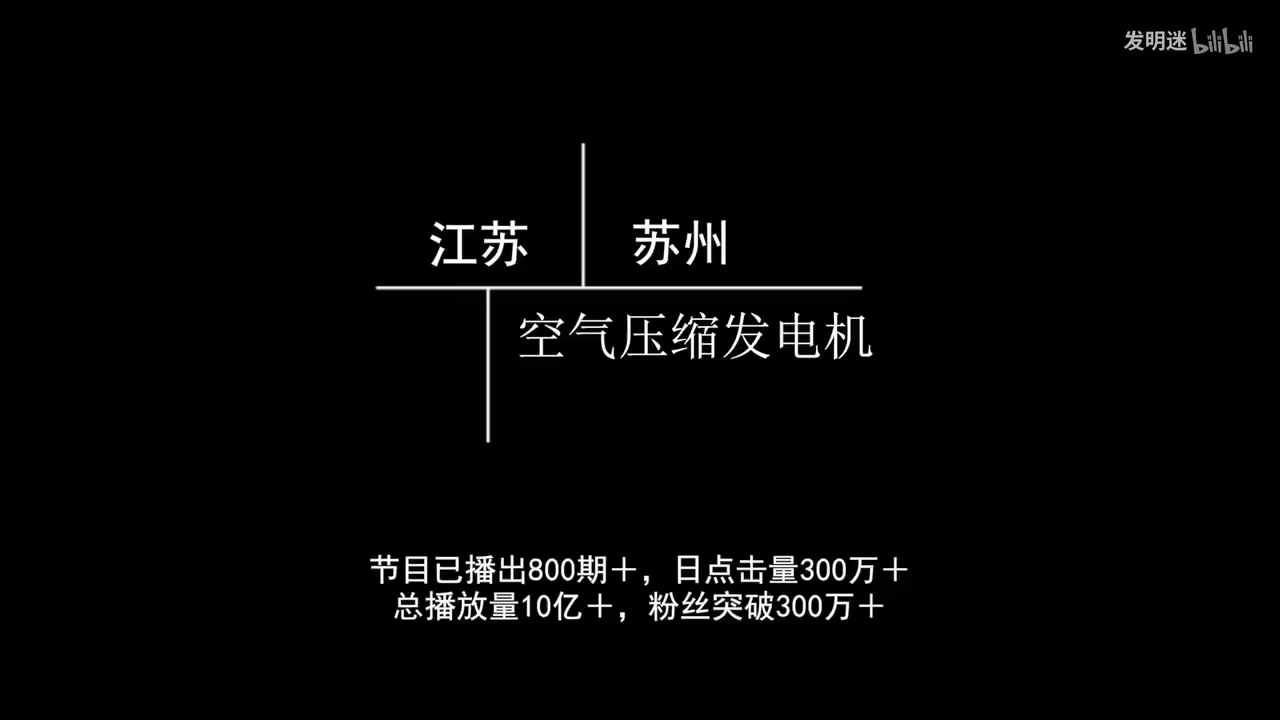 发明迷 bilibili
江苏 苏州
空气压缩发电机
节目已播出800期＋，日点击量300万＋
总播放量10亿＋，粉丝突破300万＋